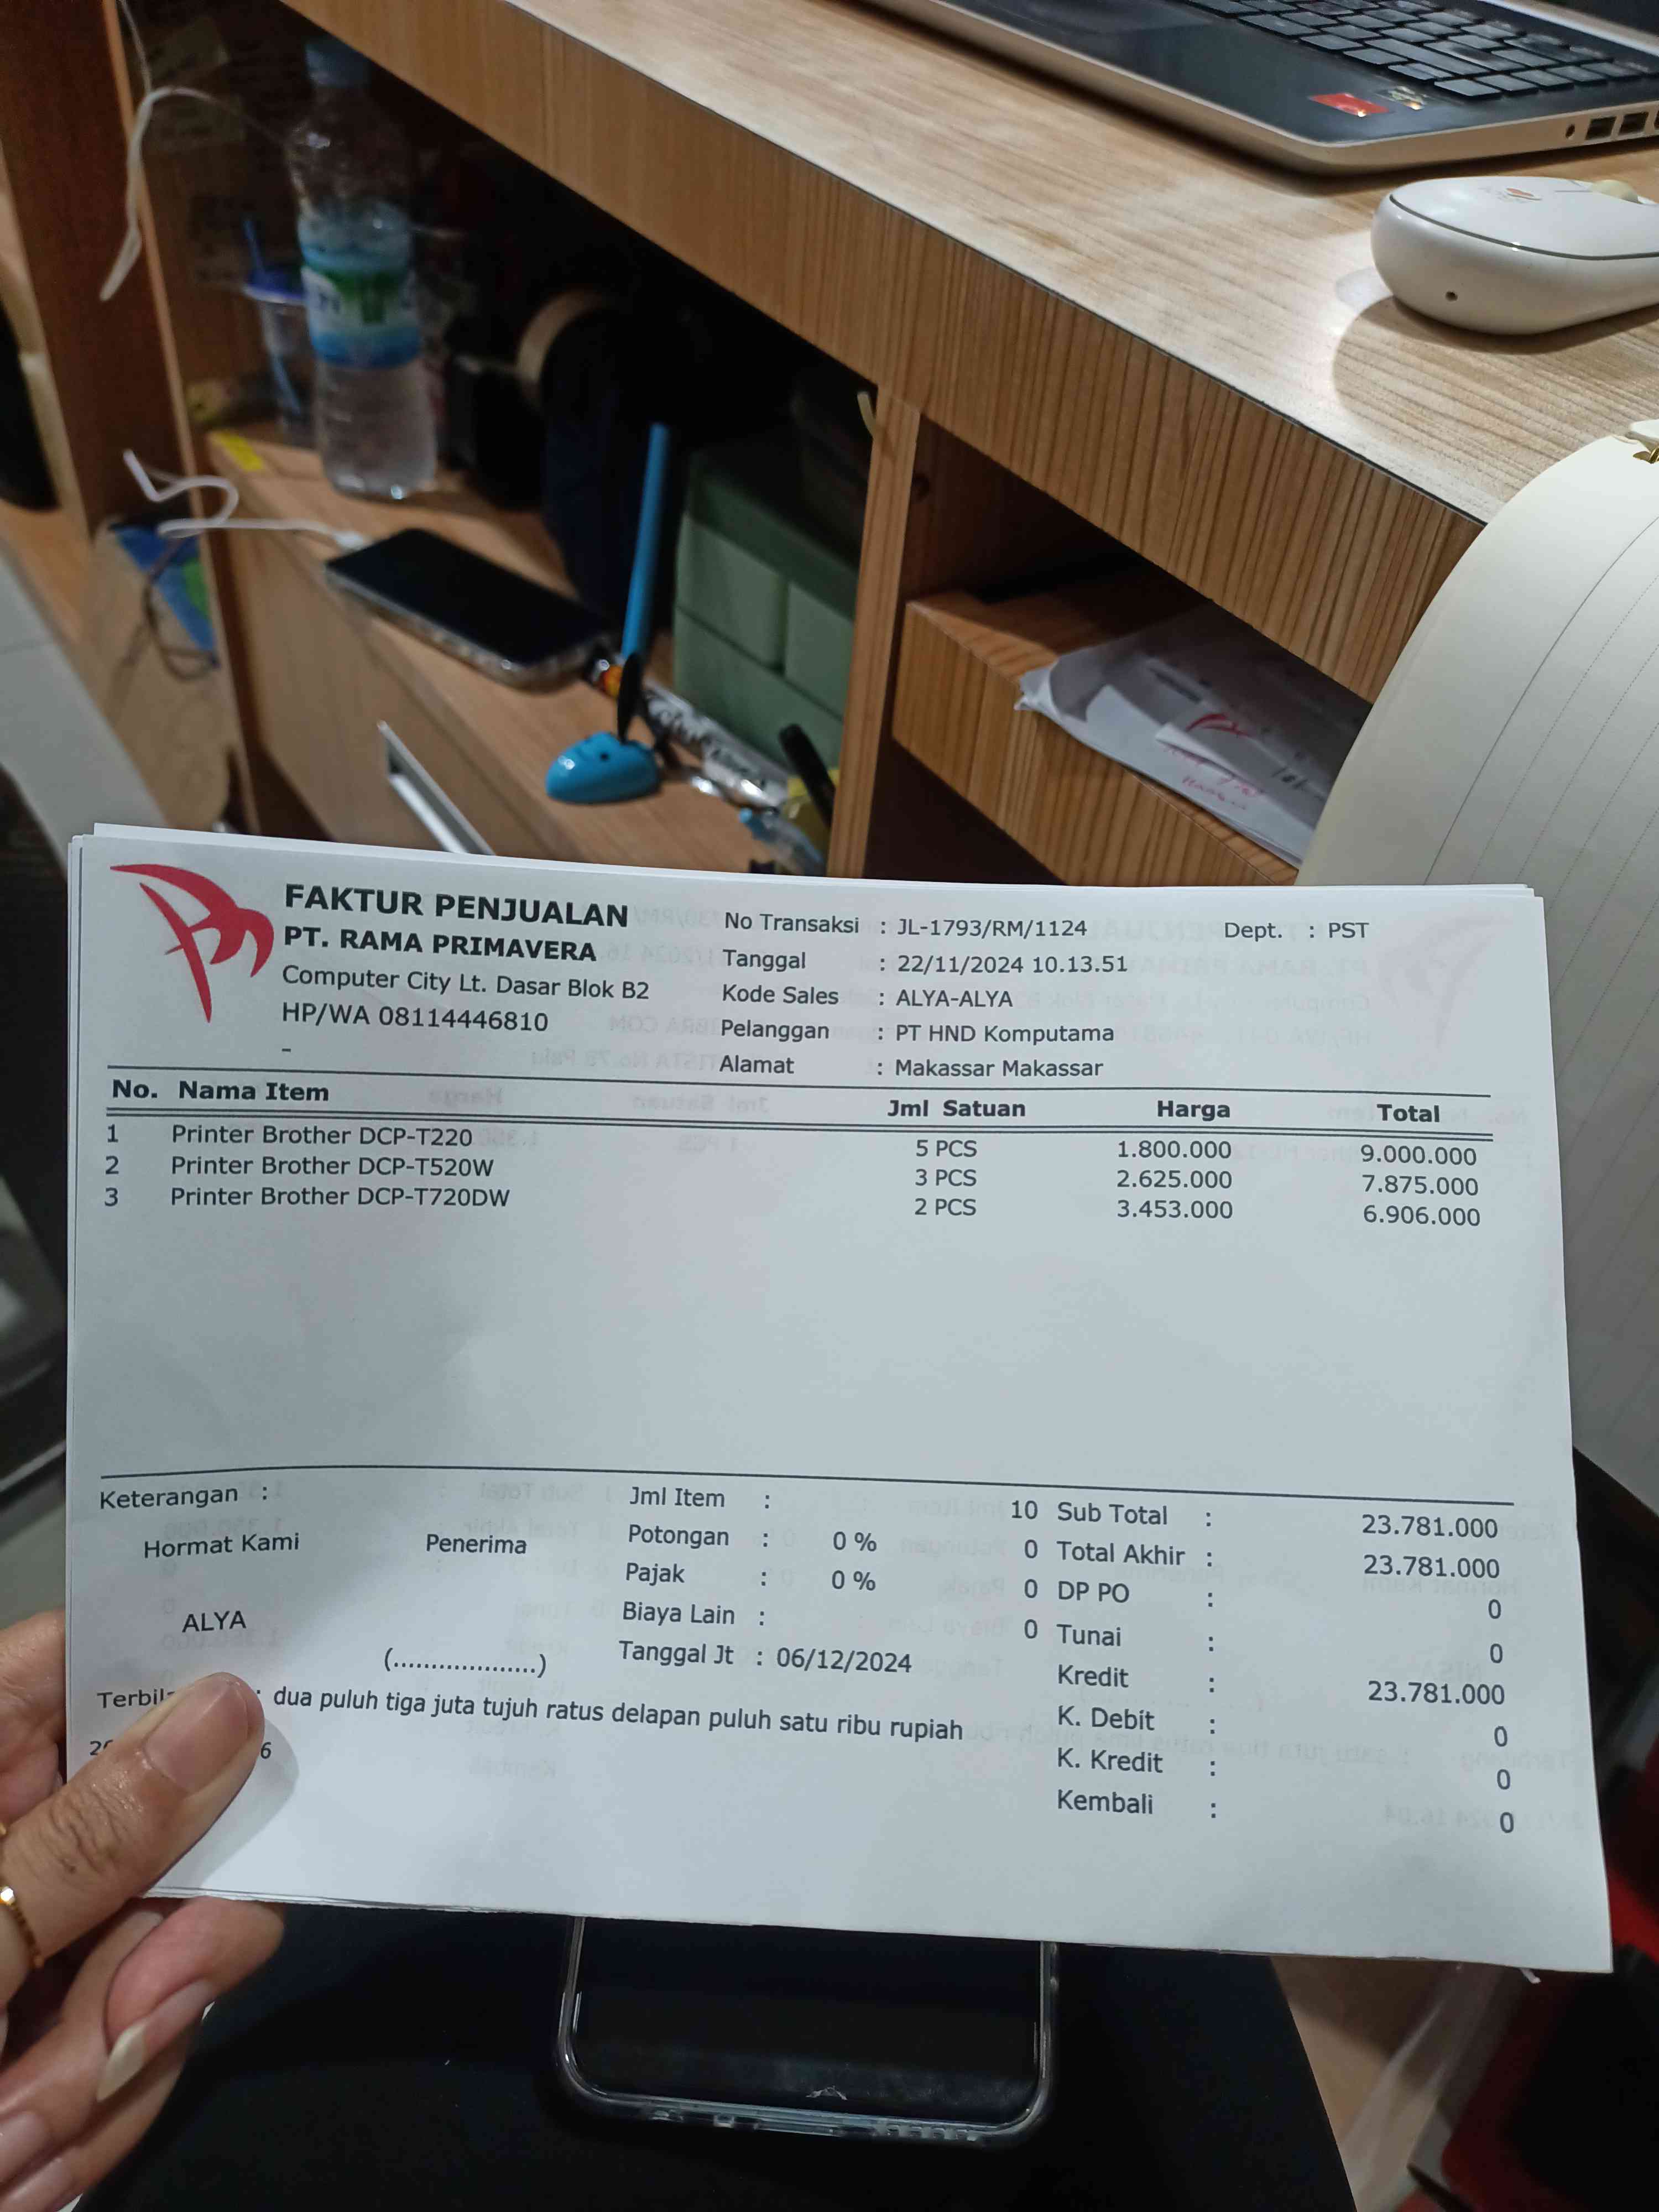 FAKTUR PENJUALAN
PT. RAMA PRIMAVERA
Computer City Lt. Dasar Blok B2
HP/WA 08114446810
-
No Transaksi : JL-1793/RM/1124 Dept. : PST
Tanggal : 22/11/2024 10.13.51
Kode Sales : ALYA-ALYA
Pelanggan : PT HND Komputama
Alamat : Makassar Makassar
No. Nama Item Jml Satuan Harga Total
1 Printer Brother DCP-T220 5 PCS 1.800.000 9.000.000
2 Printer Brother DCP-T520W 3 PCS 2.625.000 7.875.000
3 Printer Brother DCP-T720DW 2 PCS 3.453.000 6.906.000
Keterangan :
Hormat Kami Penerima
ALYA
(...................)
Jml Item : 10
Potongan : 0 % 0
Pajak : 0 % 0
Biaya Lain : 0
Tanggal Jt : 06/12/2024
Sub Total : 23.781.000
Total Akhir : 23.781.000
DP PO : 0
Tunai : 0
Kredit : 23.781.000
K. Debit : 0
K. Kredit : 0
Kembali : 0
: dua puluh tiga juta tujuh ratus delapan puluh satu ribu rupiah